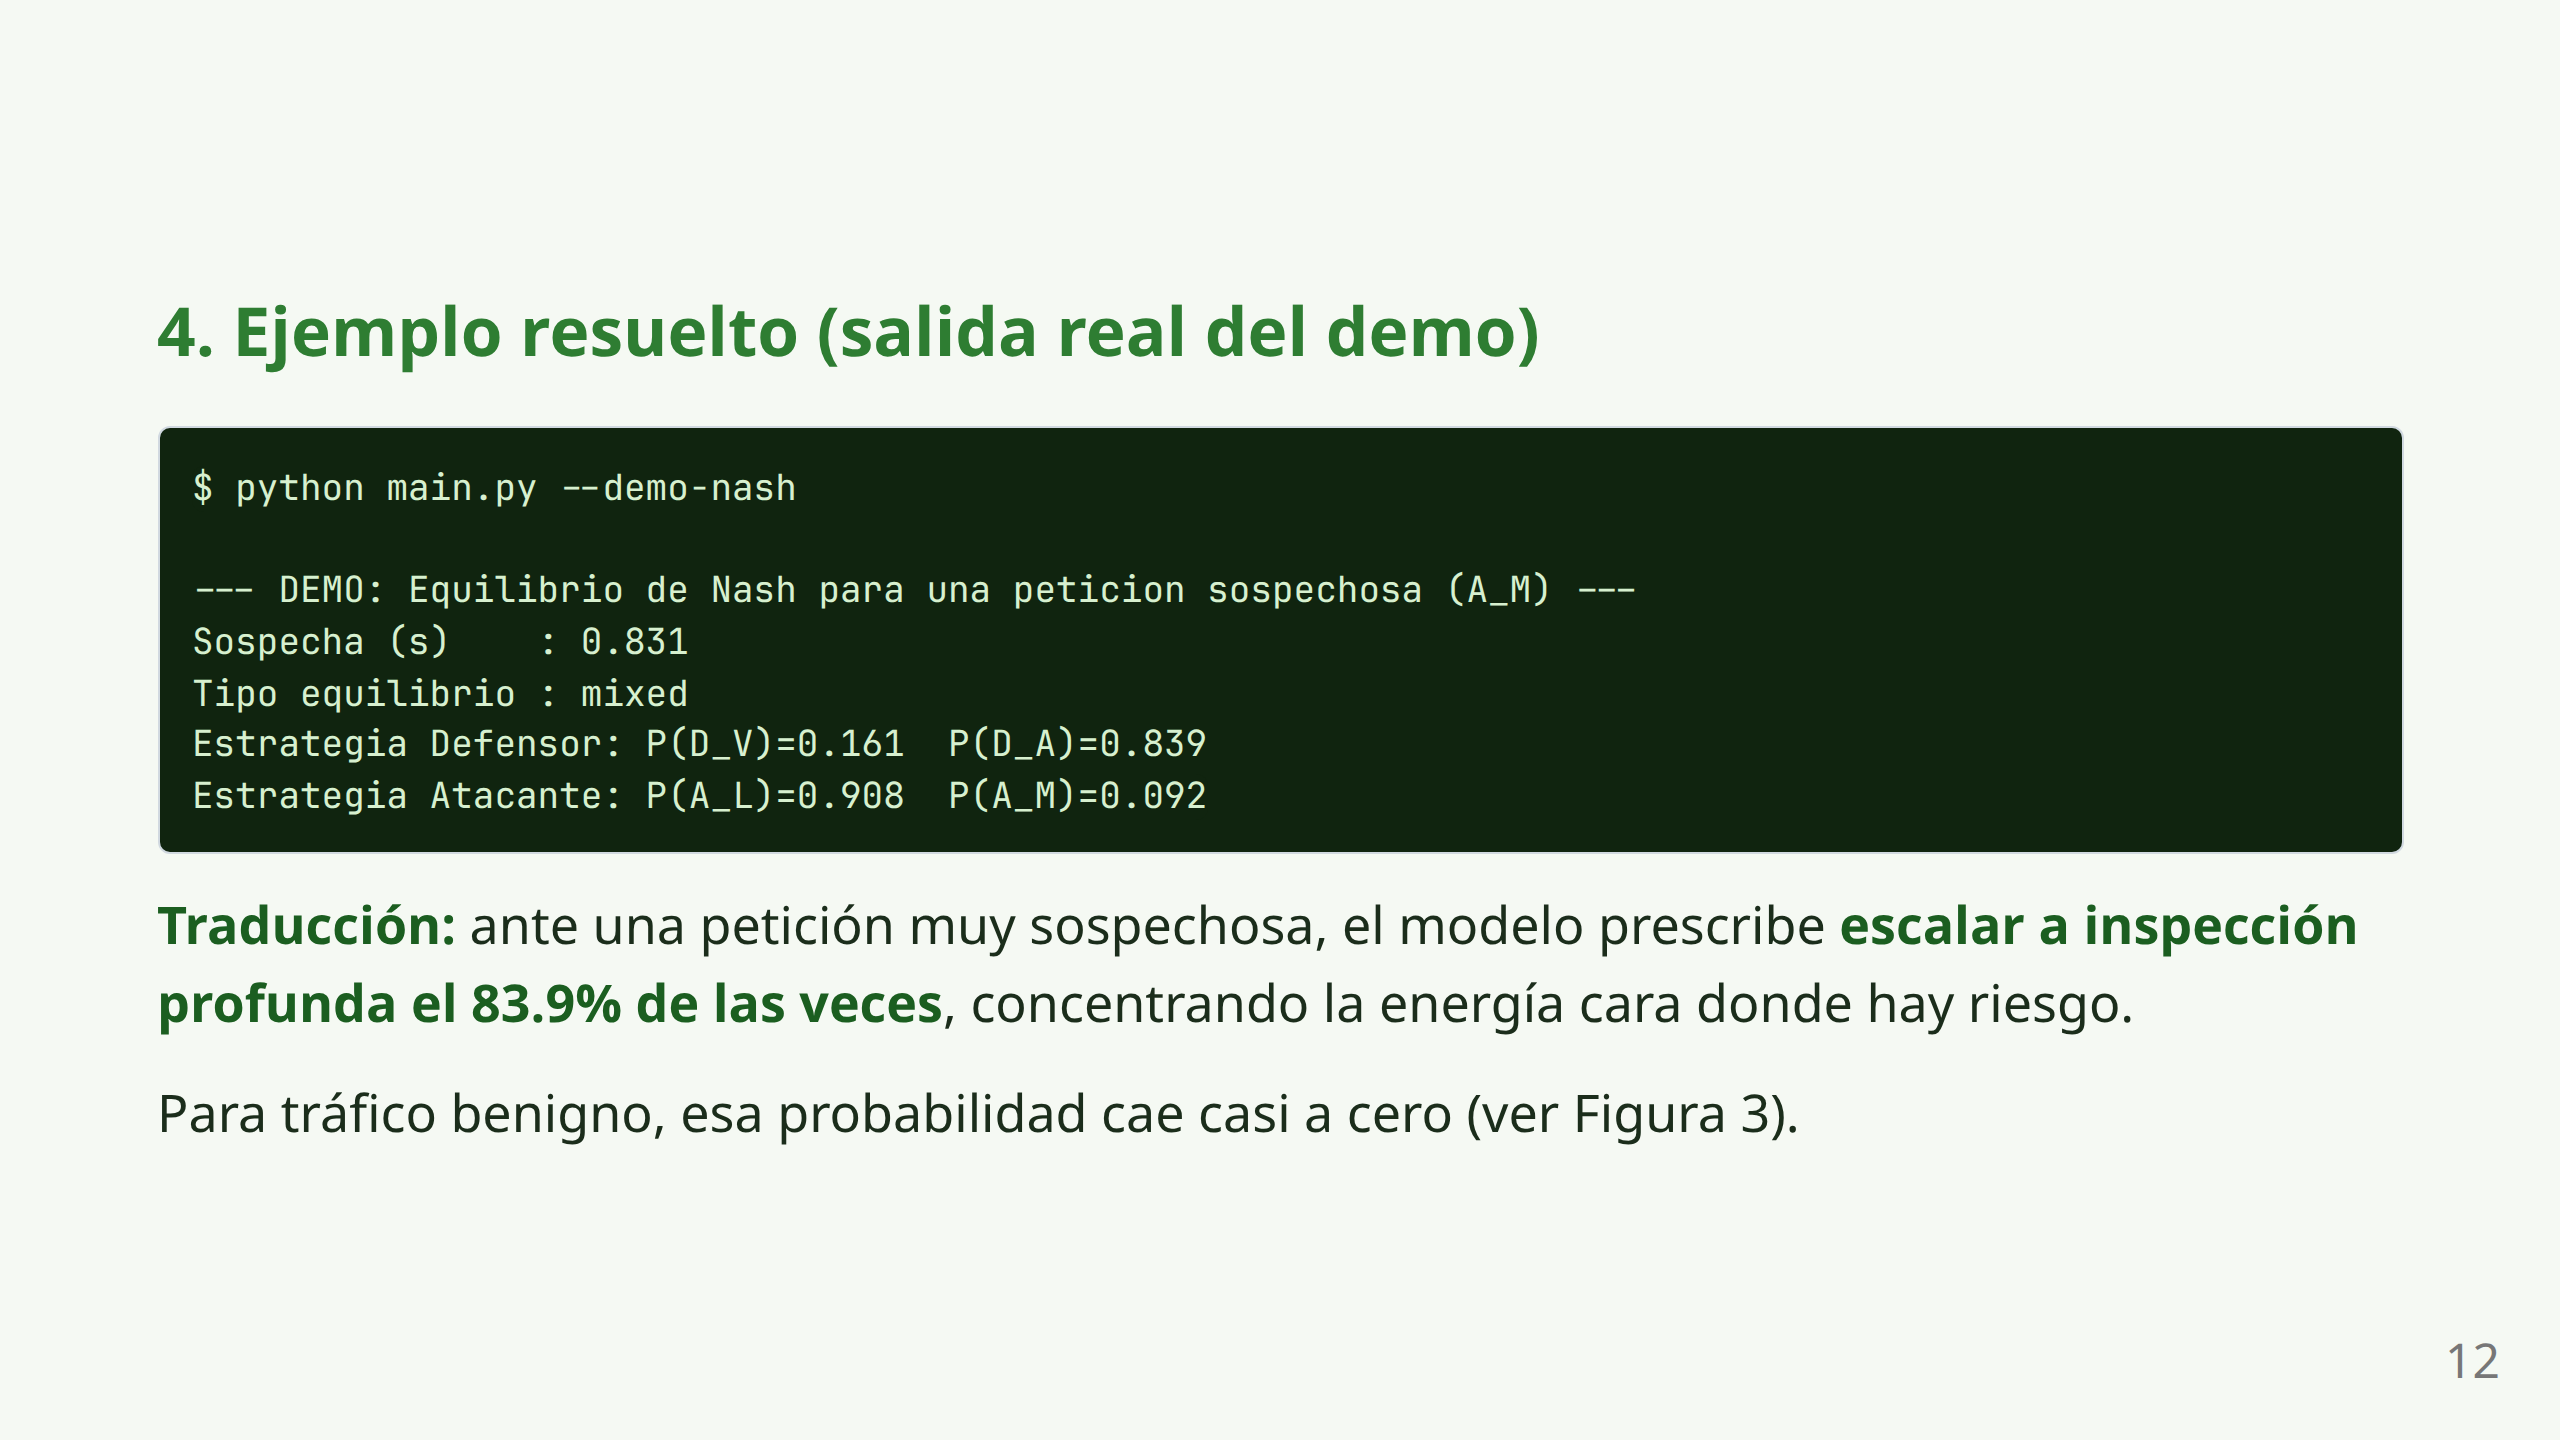 4. Ejemplo resuelto (salida real del demo)
$ python main.py --demo-nash
--- DEMO: Equilibrio de Nash para una peticion sospechosa (A_M) ---
Sospecha (s)    : 0.831
Tipo equilibrio : mixed
Estrategia Defensor: P(D_V)=0.161  P(D_A)=0.839
Estrategia Atacante: P(A_L)=0.908  P(A_M)=0.092
Traducción: ante una petición muy sospechosa, el modelo prescribe escalar a inspección
profunda el 83.9% de las veces, concentrando la energía cara donde hay riesgo.
Para tráfico benigno, esa probabilidad cae casi a cero (ver Figura 3).
12